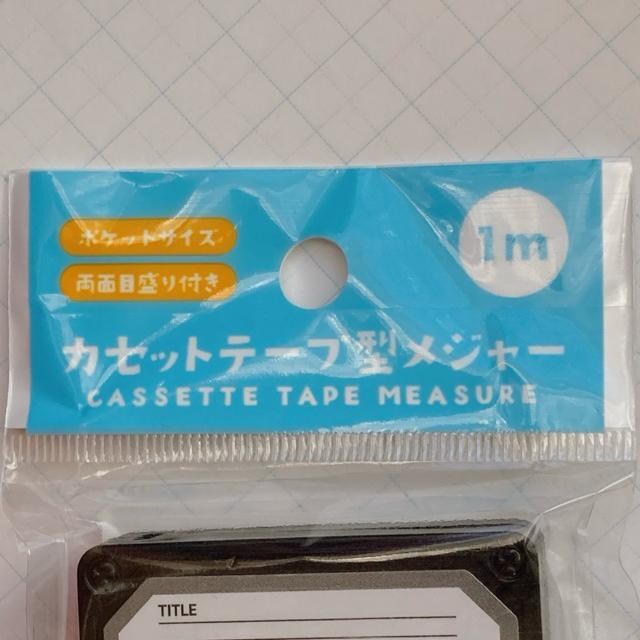 ポケットサイズ
両面目盛り付き
1m
カセットテープ型メジャー
CASSETTE TAPE MEASURE
TITLE